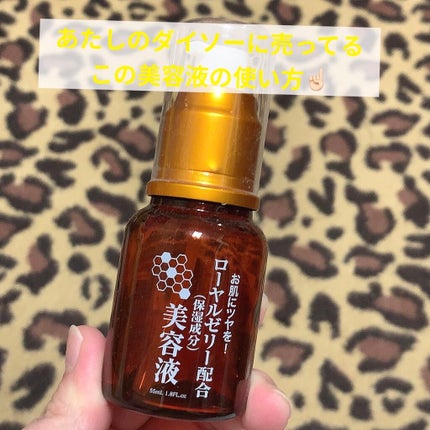 あたしのダイソーに売ってる
この美容液の使い方☝🏻
お肌にツヤを!
ローヤルゼリー配合
(保湿成分)
美容液
55mL 1.8fl.oz